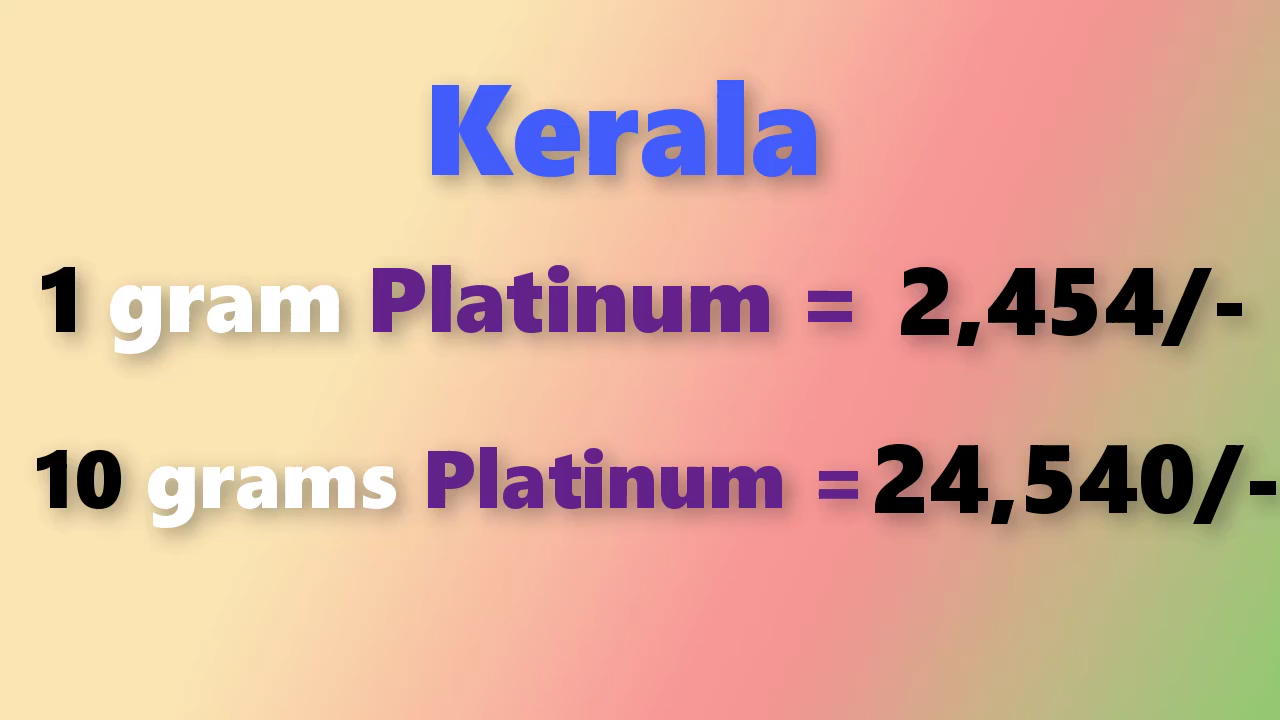 Kerala
1 gram Platinum = 2,454/-
10 grams Platinum = 24,540/-